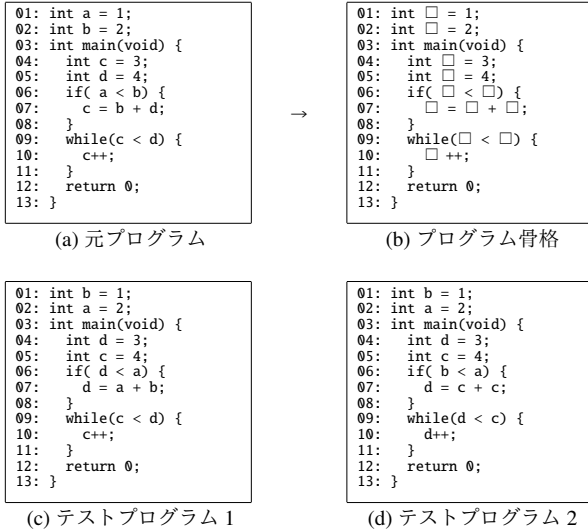 01: int a = 1;
02: int b = 2;
03: int main(void) {
04:   int c = 3;
05:   int d = 4;
06:   if( a < b) {
07:     c = b + d;
08:   }
09:   while(c < d) {
10:     c++;
11:   }
12:   return 0;
13: }
(a) 元プログラム
→
01: int □ = 1;
02: int □ = 2;
03: int main(void) {
04:   int □ = 3;
05:   int □ = 4;
06:   if( □ < □) {
07:     □ = □ + □;
08:   }
09:   while(□ < □) {
10:     □ ++;
11:   }
12:   return 0;
13: }
(b) プログラム骨格
01: int b = 1;
02: int a = 2;
03: int main(void) {
04:   int d = 3;
05:   int c = 4;
06:   if( d < a) {
07:     d = a + b;
08:   }
09:   while(c < d) {
10:     c++;
11:   }
12:   return 0;
13: }
(c) テストプログラム 1
01: int b = 1;
02: int a = 2;
03: int main(void) {
04:   int d = 3;
05:   int c = 4;
06:   if( b < a) {
07:     d = c + c;
08:   }
09:   while(d < c) {
10:     d++;
11:   }
12:   return 0;
13: }
(d) テストプログラム 2